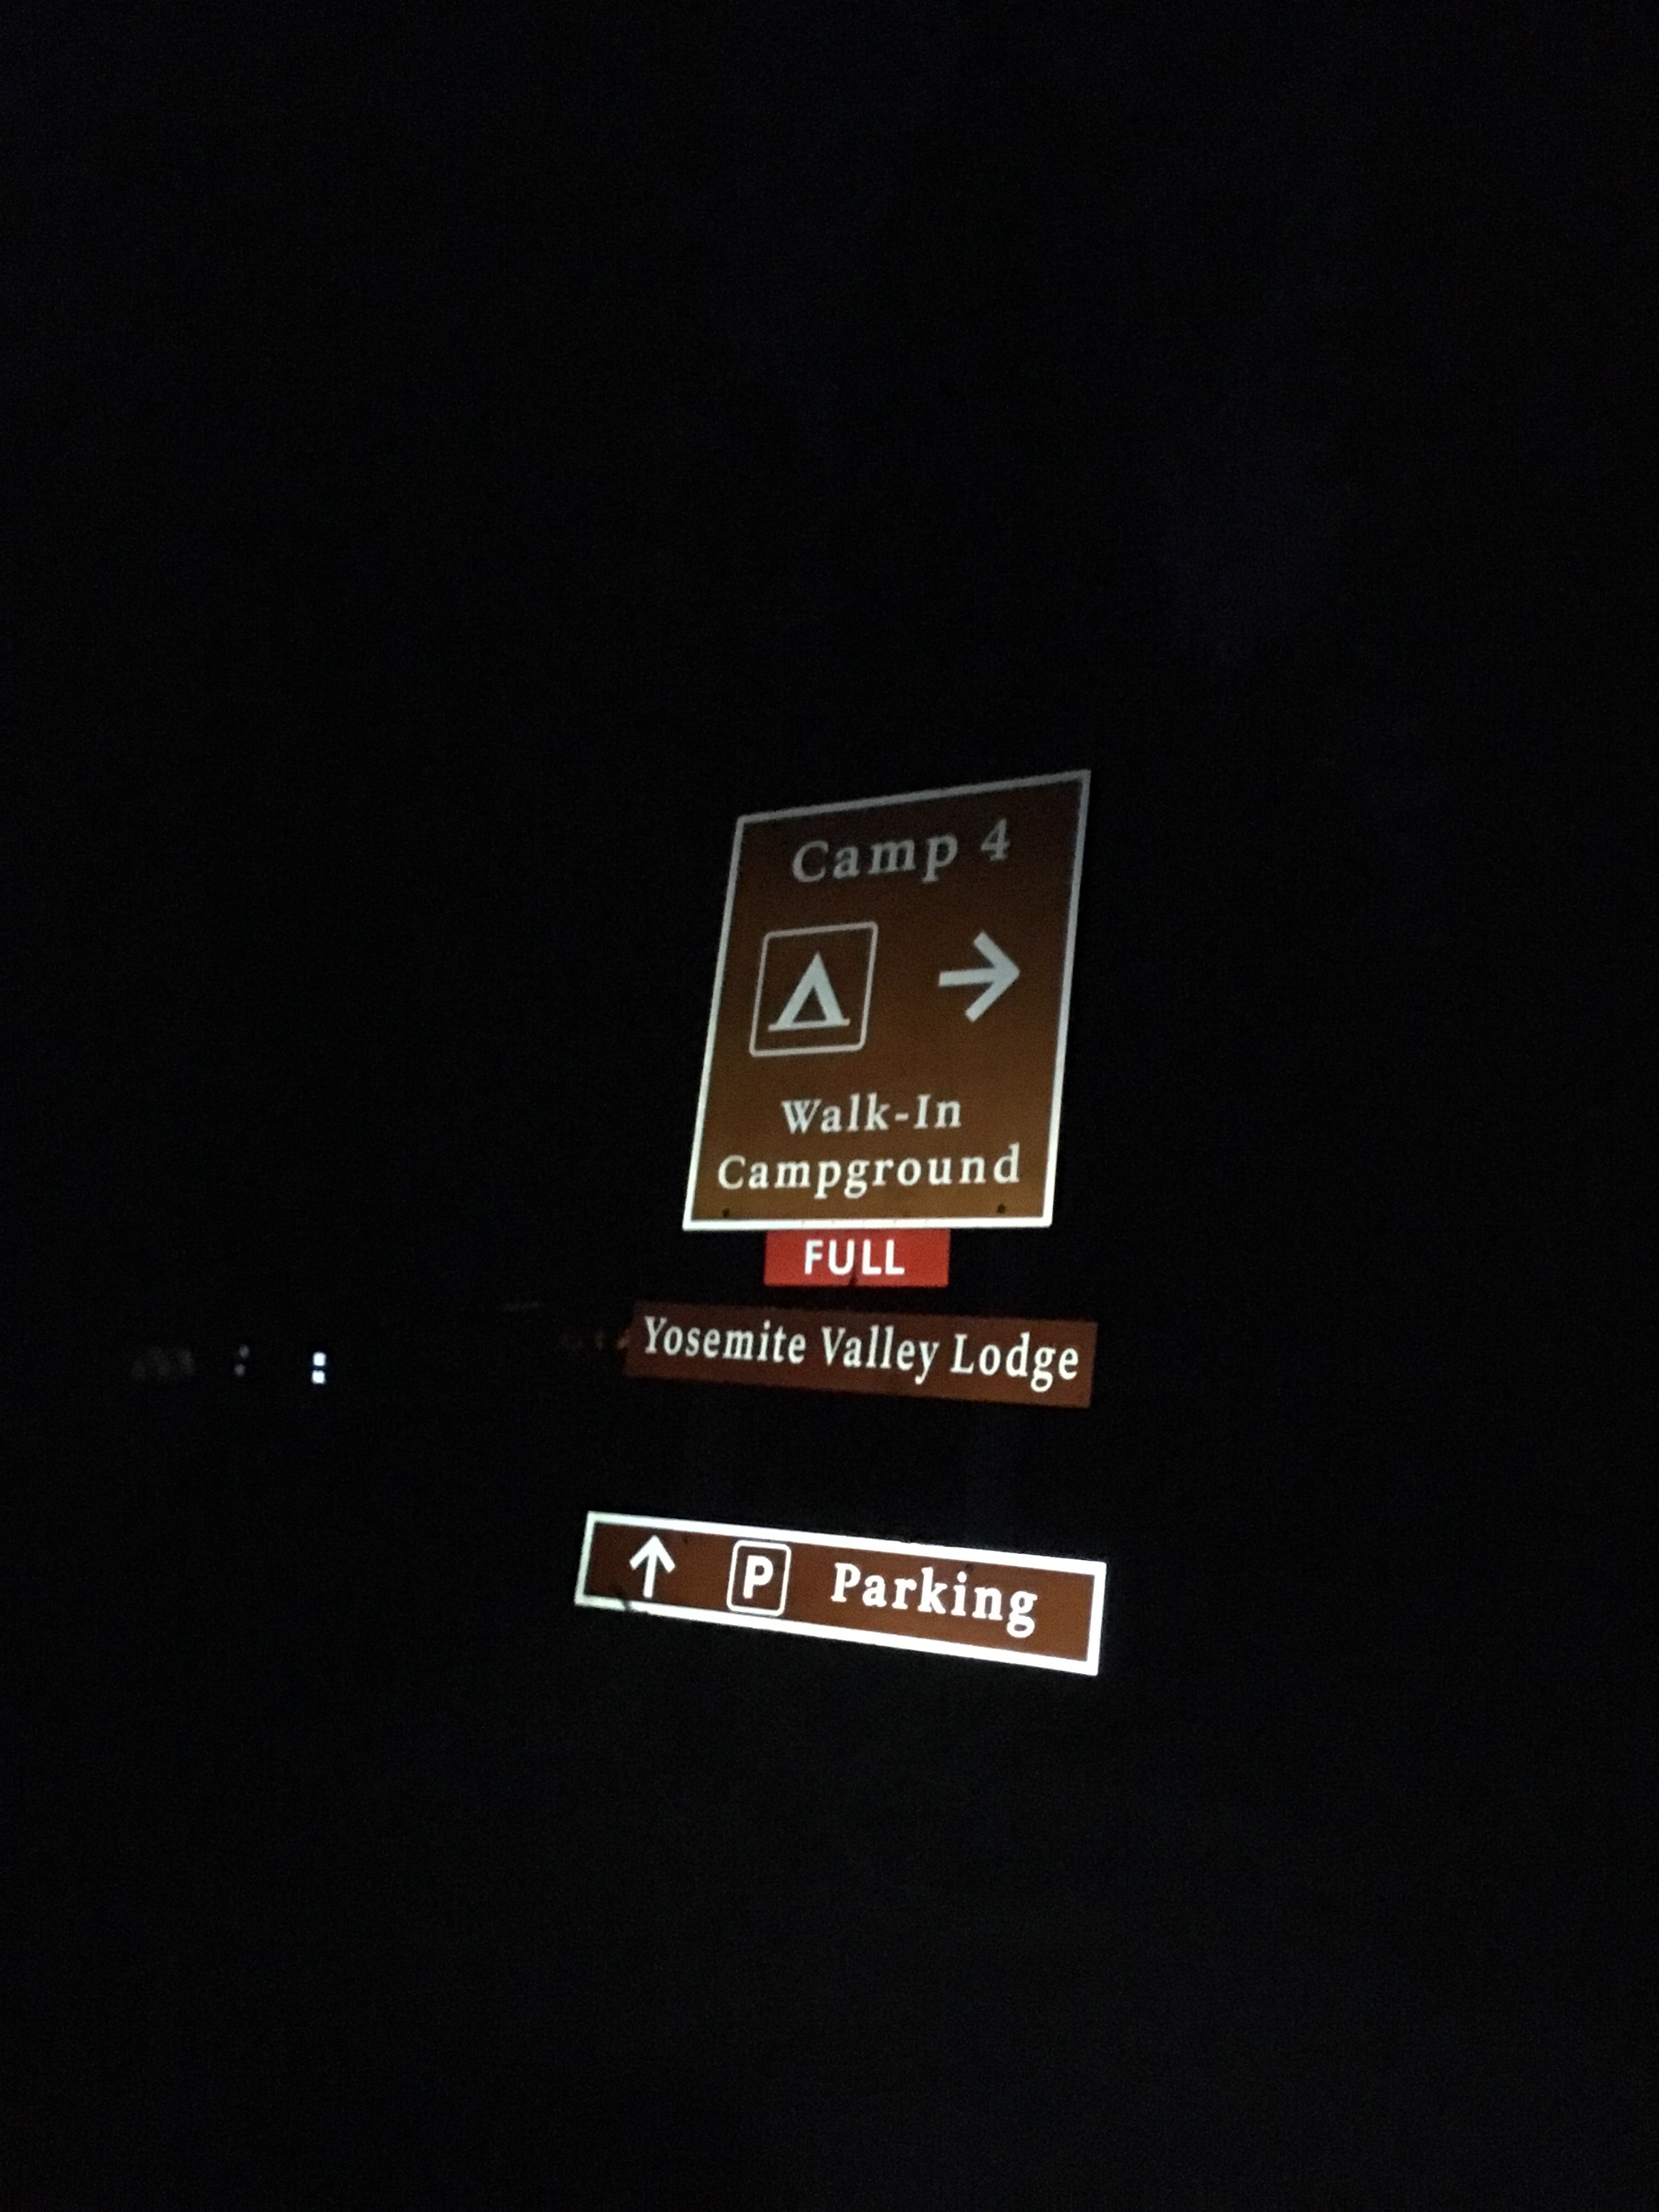 Camp 4
Walk-In
Campground
FULL
Yosemite Valley Lodge
P Parking